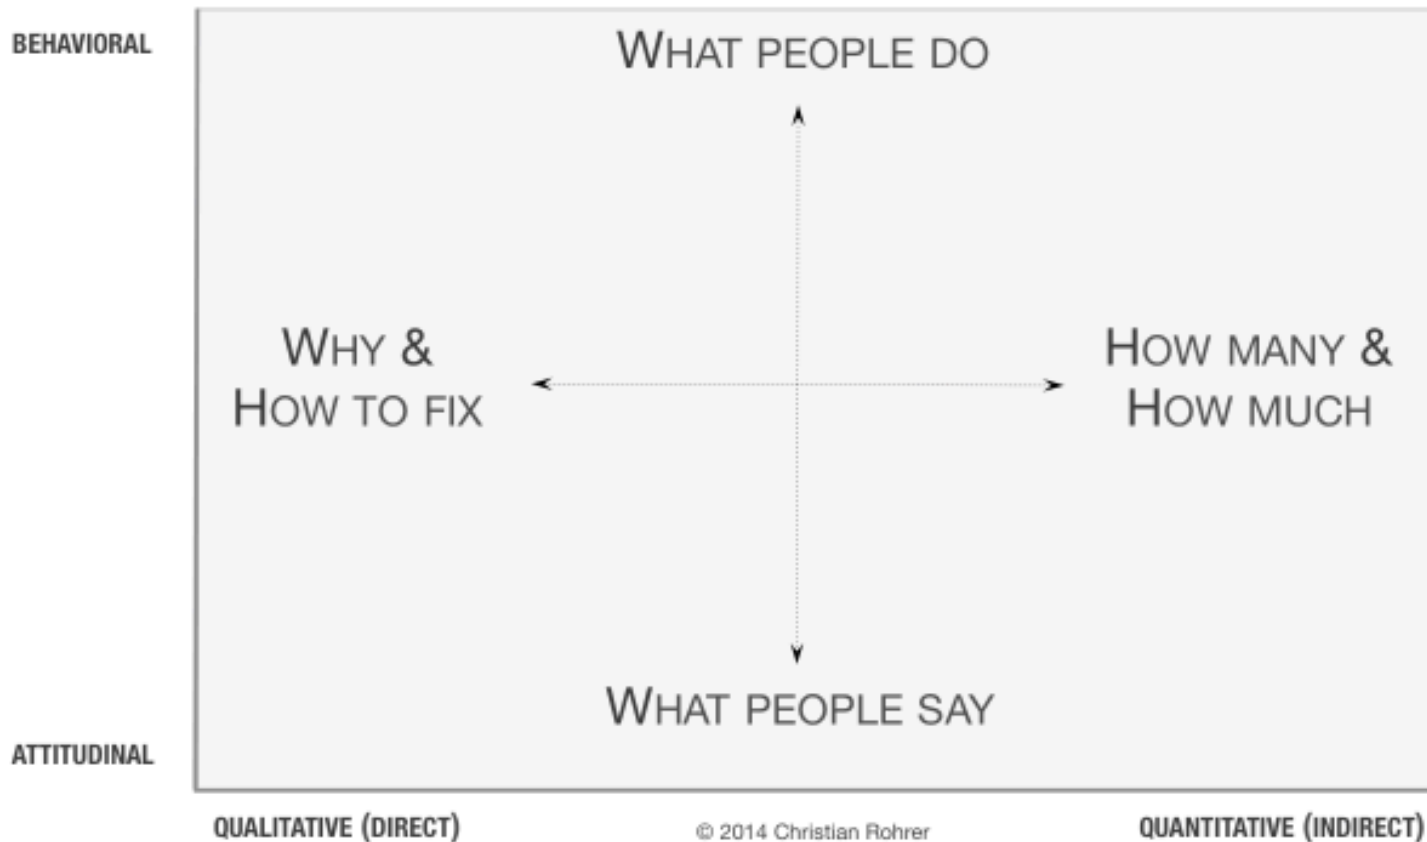 BEHAVIORAL
WHAT PEOPLE DO
WHY &
HOW TO FIX
HOW MANY &
HOW MUCH
WHAT PEOPLE SAY
ATTITUDINAL
QUALITATIVE (DIRECT)
© 2014 Christian Rohrer
QUANTITATIVE (INDIRECT)